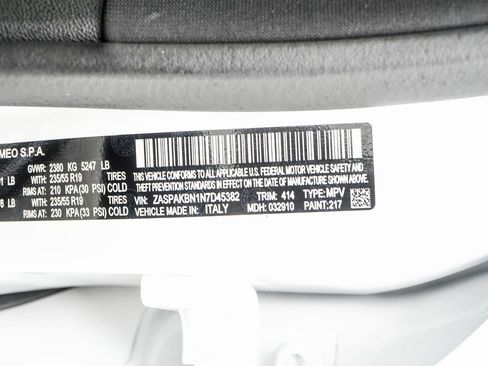 MEO S.P.A.
GVWR: 2380 KG 5247 LB
1 LB WITH: 235/55 R19 TIRES
RIMS AT: 210 KPA(30 PSI) COLD
8 LB WITH: 235/55 R19 TIRES
RIMS AT: 230 KPA(33 PSI) COLD
THIS VEHICLE CONFORMS TO ALL APPLICABLE U.S. FEDERAL MOTOR VEHICLE SAFETY, BUMPER, AND
THEFT PREVENTION STANDARDS IN EFFECT ON THE DATE OF MANUFACTURE SHOWN ABOVE.
VIN: ZASPAKBN1N7D45382 TRIM: 414 TYPE: MPV
VEHICLE MADE IN: ITALY MDH: 032910 PAINT: 217